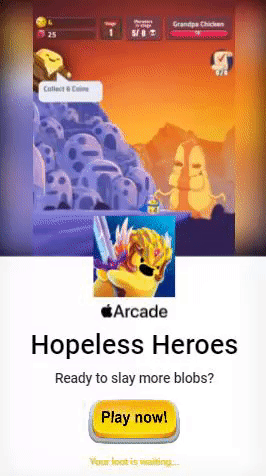 6
Stage
Monsters in stage
Grandpa Chicken
25
1
5/ 8
1K
Collect 6 Coins
0/6
Arcade
Hopeless Heroes
Ready to slay more blobs?
Play now!
Your loot is waiting...